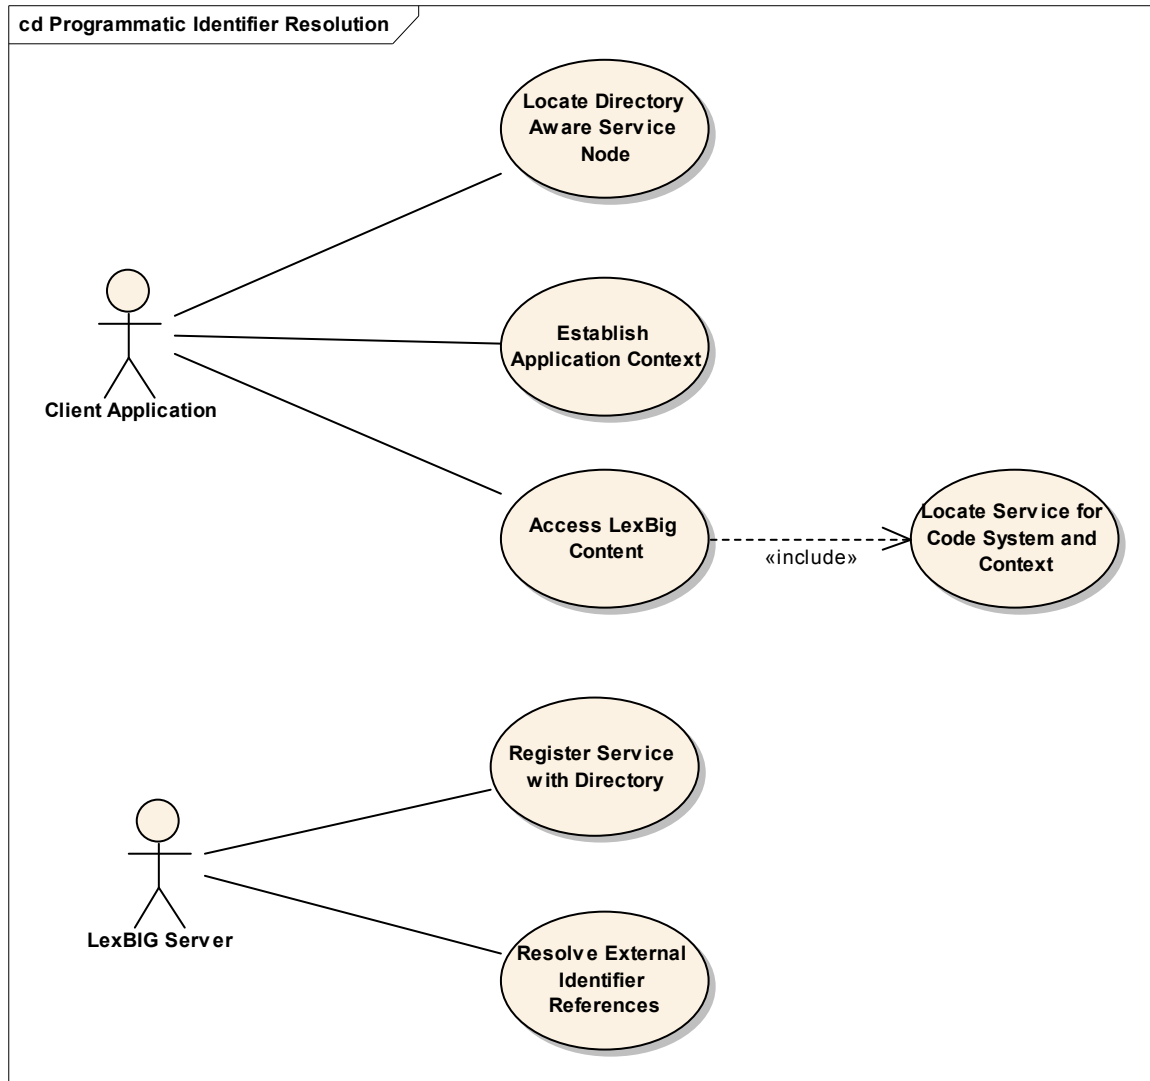 cd Programmatic Identifier Resolution
Locate Directory
Aware Service
Node
Establish
Application Context
Client Application
Access LexBig
Content
«include»
Locate Service for
Code System and
Context
Register Service
with Directory
LexBIG Server
Resolve External
Identifier
References